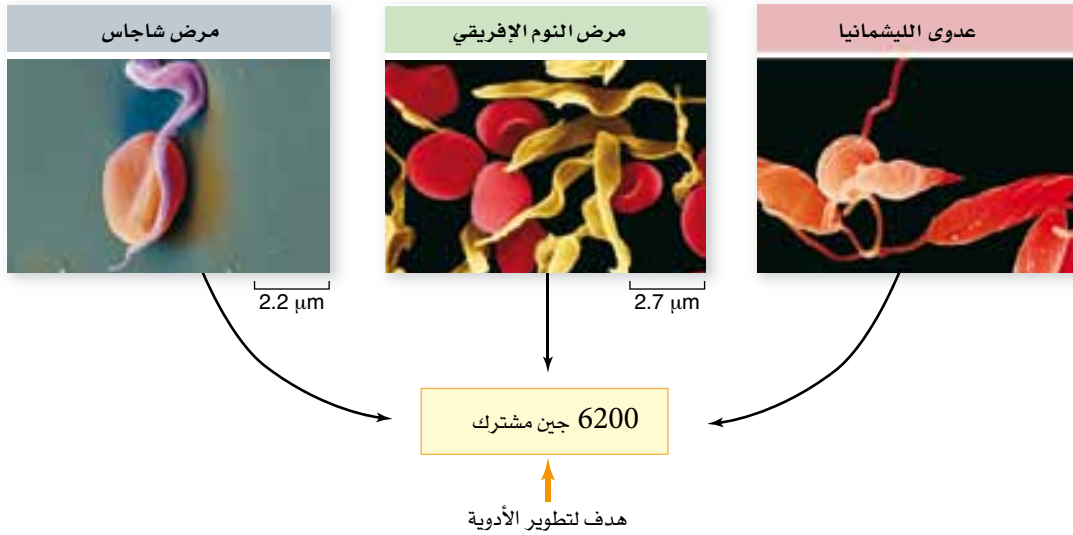 عدوى الليشمانيا
مرض النوم الإفريقي
مرض شاجاس
2.7 µm
2.2 µm
6200 جين مشترك
هدف لتطوير الأدوية